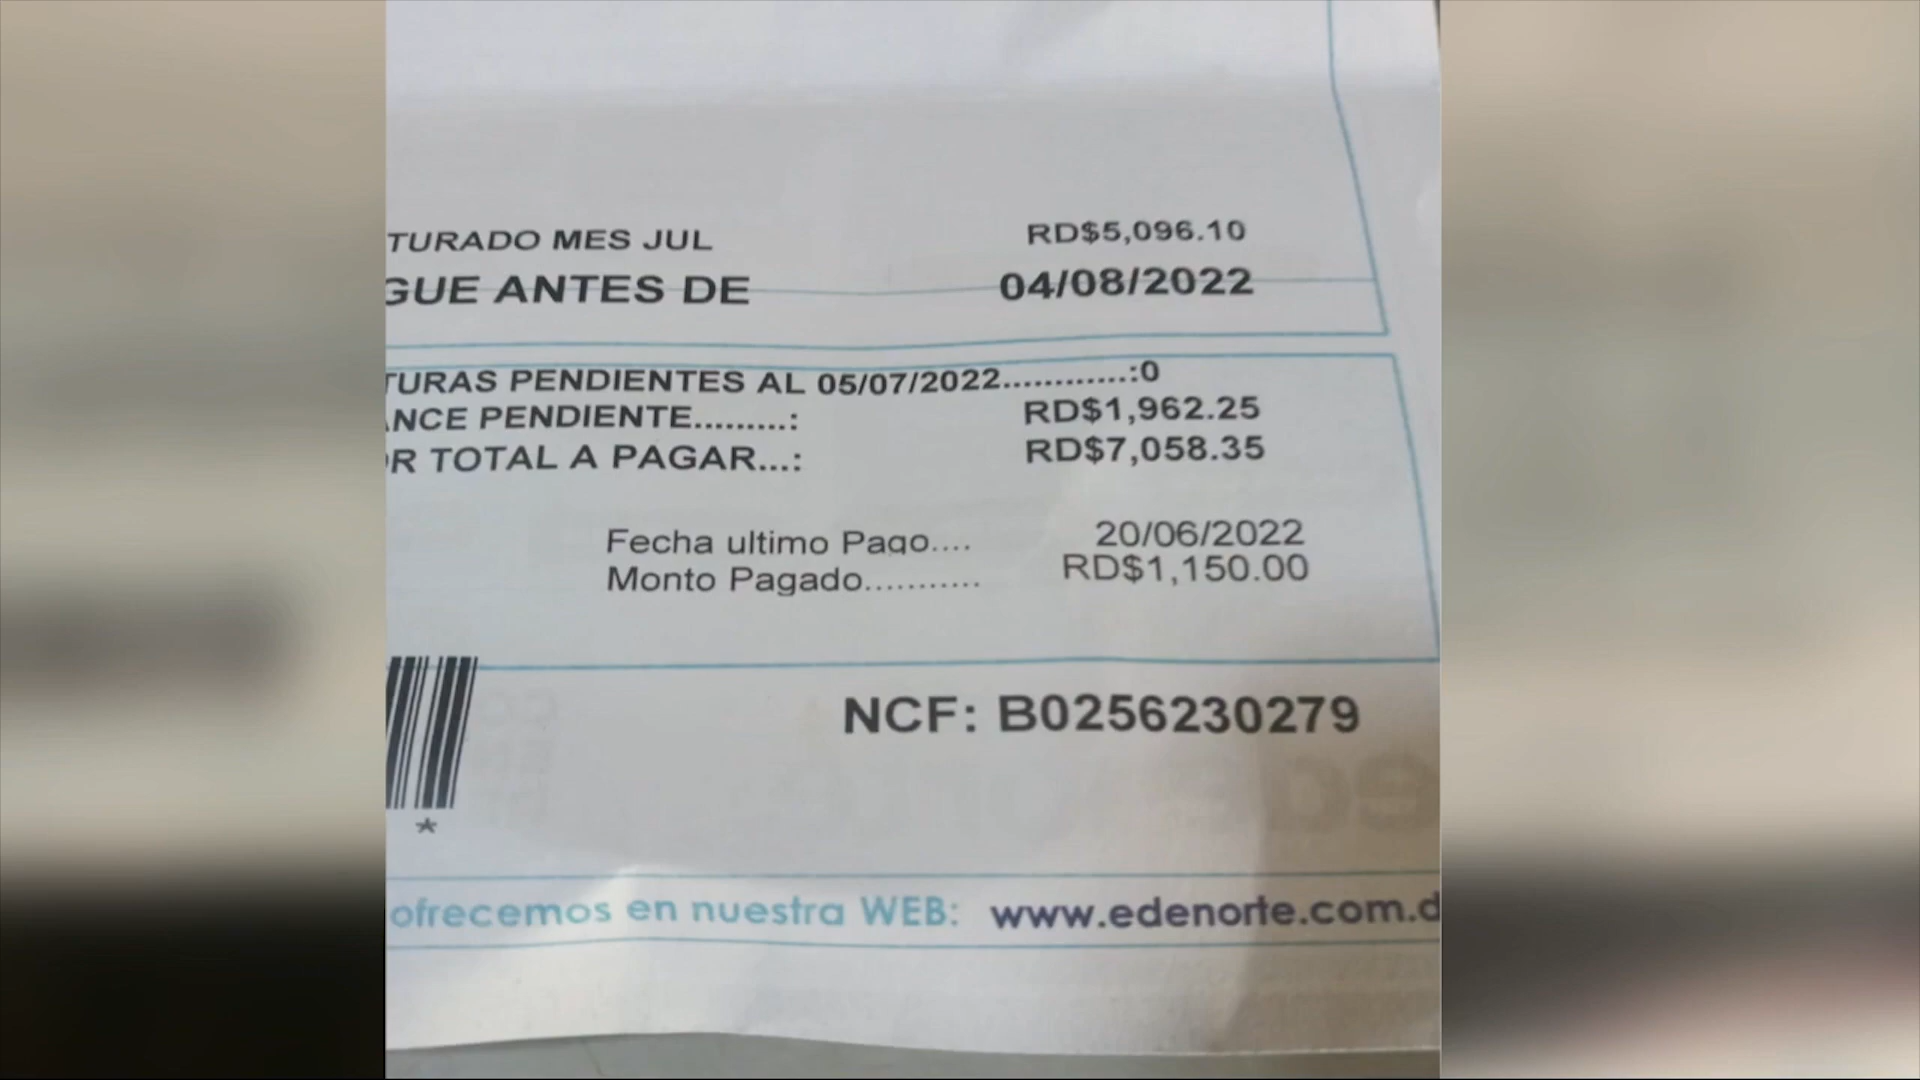 TURADO MES JUL RD$5,096.10
GUE ANTES DE 04/08/2022
TURAS PENDIENTES AL 05/07/2022............:0
ANCE PENDIENTE.........: RD$1,962.25
OR TOTAL A PAGAR...: RD$7,058.35
Fecha ultimo Pago.... 20/06/2022
Monto Pagado........... RD$1,150.00
NCF: B0256230279
*
ofrecemos en nuestra WEB: www.edenorte.com.d